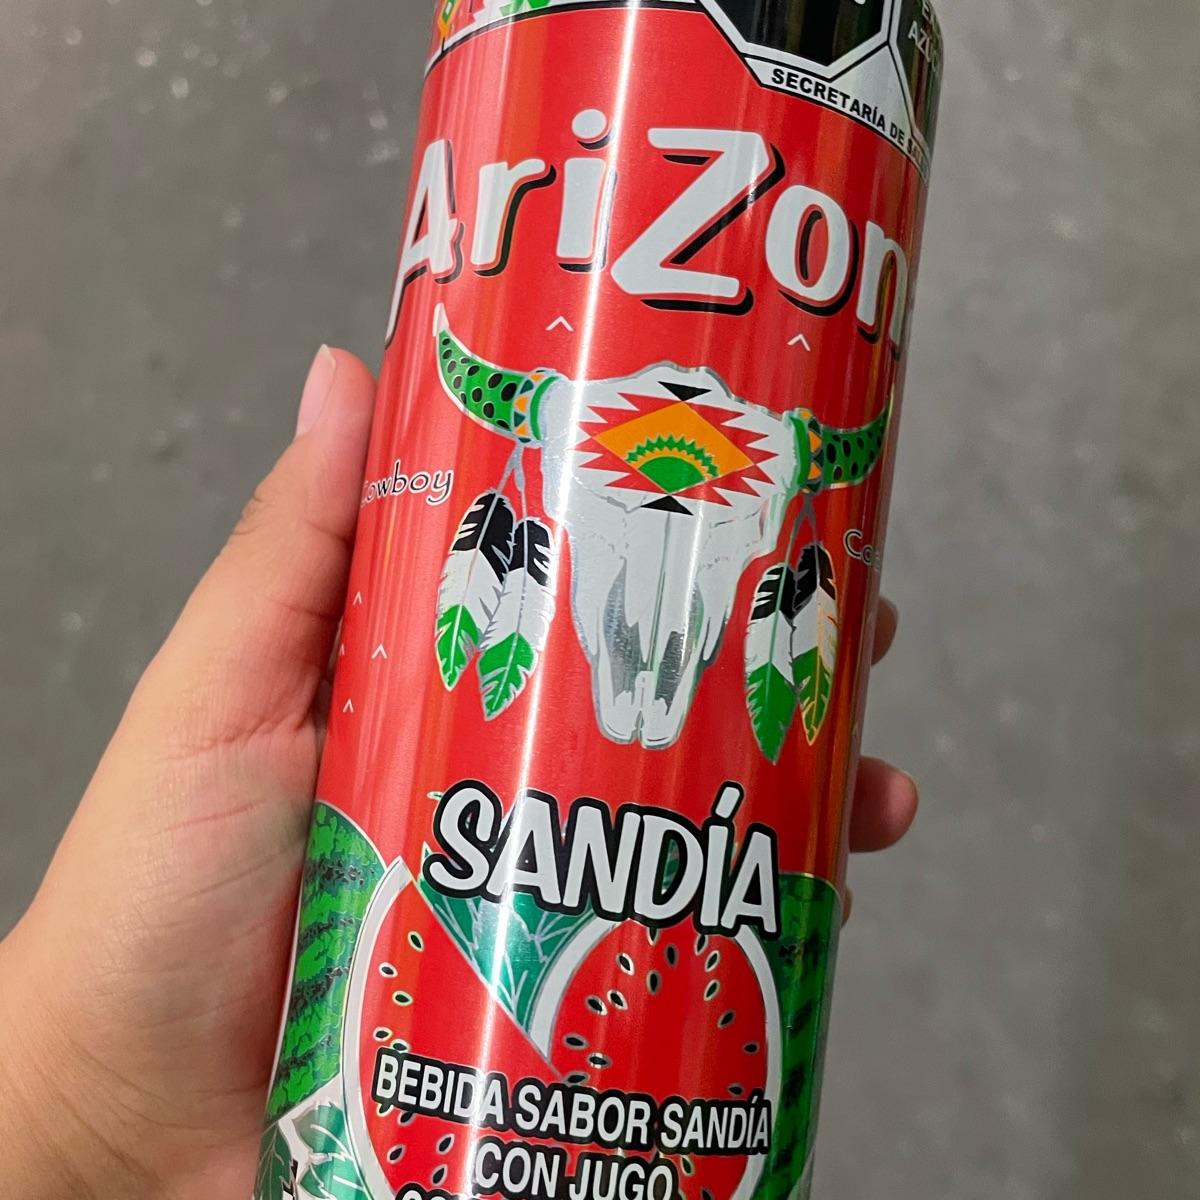 SECRETARÍA DE
AriZon
Cowboy
SANDÍA
BEBIDA SABOR SANDÍA
CON JUGO